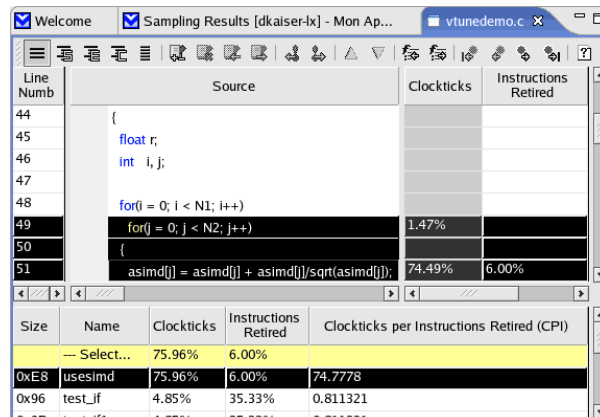 Welcome
Sampling Results [dkaiser-lx] - Mon Ap...
vtunedemo.c
Line Numb
Source
Clockticks
Instructions Retired
44 {
45 float r;
46 int i, j;
47
48 for(i = 0; i < N1; i++)
49 for(j = 0; j < N2; j++) 1.47%
50 {
51 asimd[j] = asimd[j] + asimd[j]/sqrt(asimd[j]); 74.49% 6.00%
Size Name Clockticks Instructions Retired Clockticks per Instructions Retired (CPI)
--- Select... 75.96% 6.00%
0xE8 usesimd 75.96% 6.00% 74.7778
0x96 test_if 4.85% 35.33% 0.811321